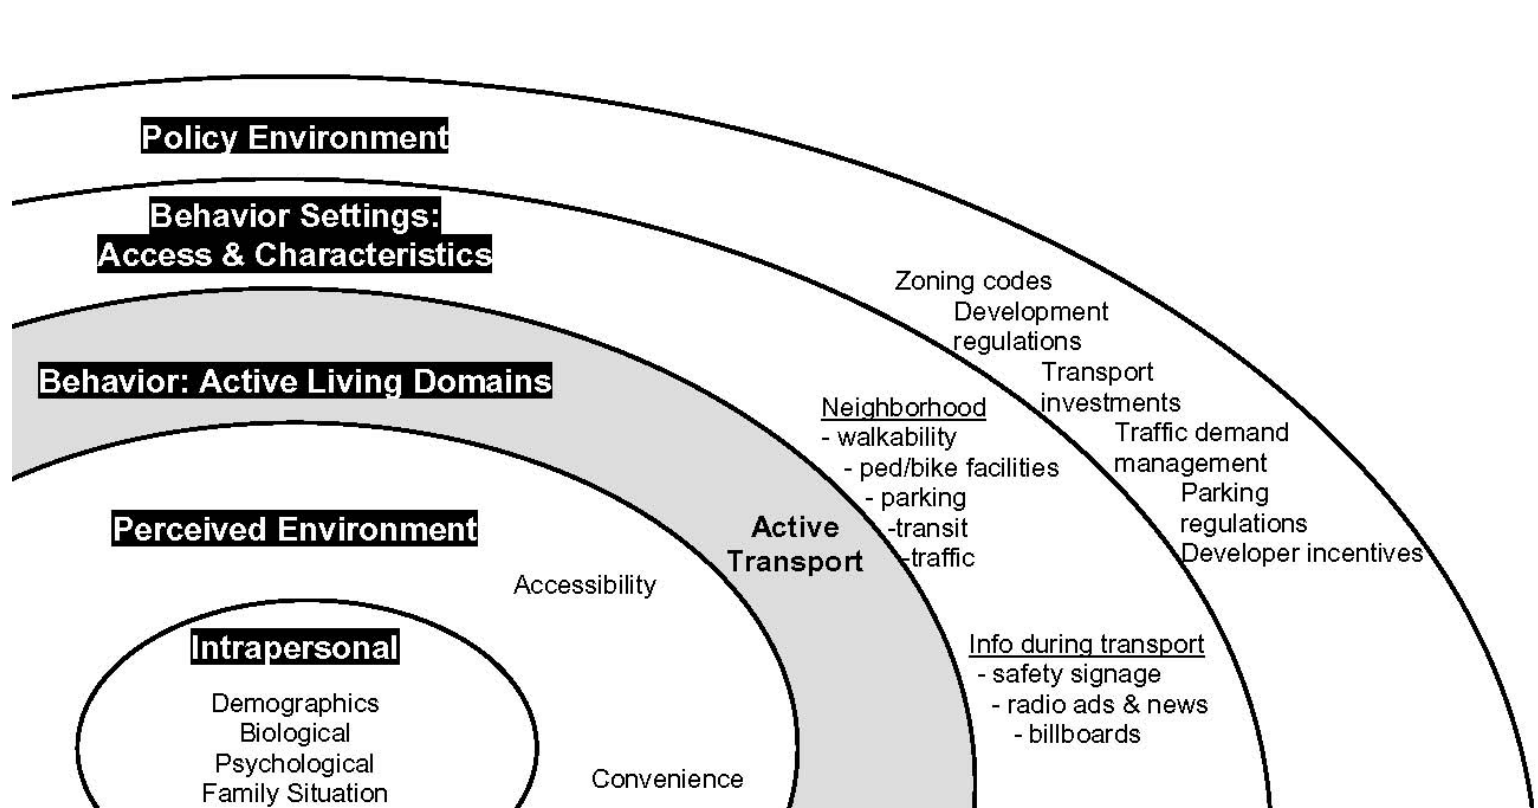 Policy Environment
Behavior Settings:
Access & Characteristics
Behavior: Active Living Domains
Perceived Environment
Accessibility
Convenience
Intrapersonal
Demographics
Biological
Psychological
Family Situation
Active
Transport
Neighborhood
- walkability
- ped/bike facilities
- parking
-transit
-traffic
Info during transport
- safety signage
- radio ads & news
- billboards
Zoning codes
Development
regulations
Transport
investments
Traffic demand
management
Parking
regulations
Developer incentives